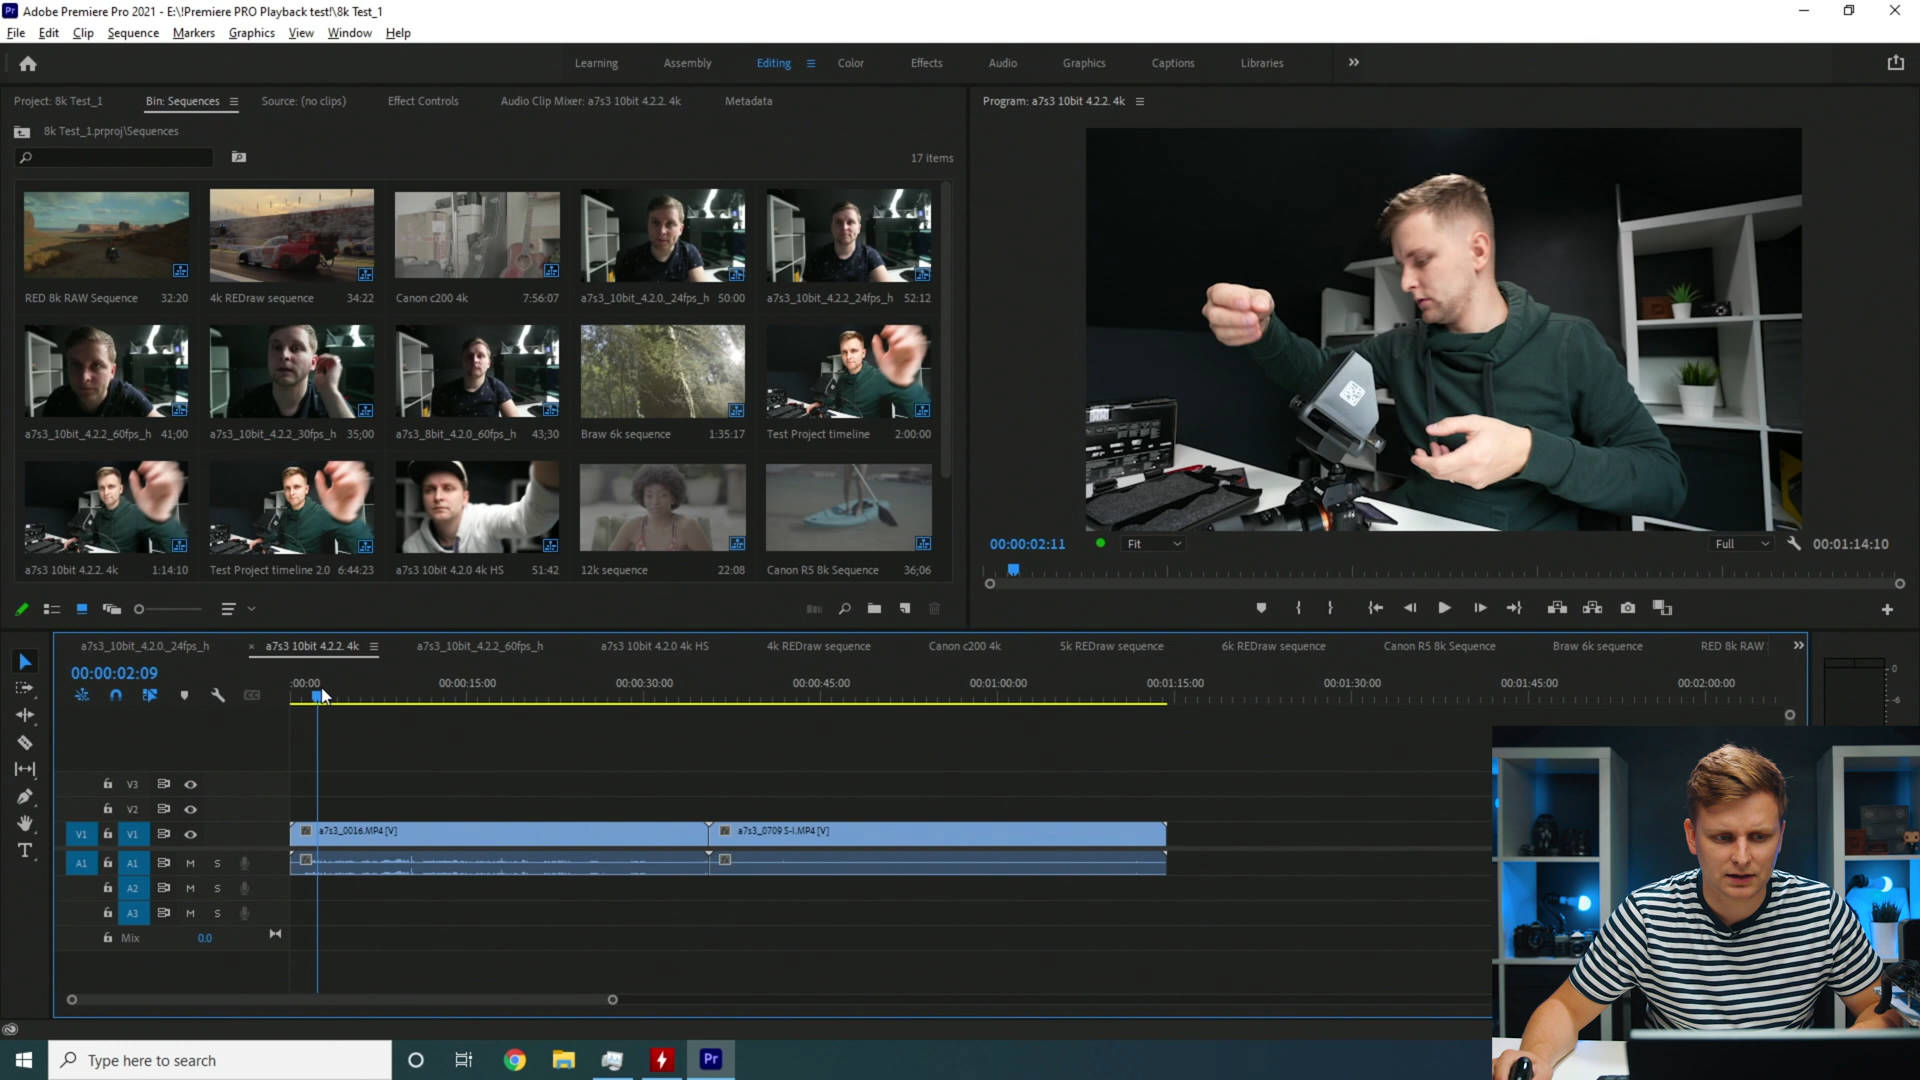 Adobe Premiere Pro 2021 - E:\!Premiere PRO Playback test!\8k Test_1
File Edit Clip Sequence Markers Graphics View Window Help
Learning Assembly Editing Color Effects Audio Graphics Captions Libraries
Project: 8k Test_1 Bin: Sequences Source: (no clips) Effect Controls Audio Clip Mixer: a7s3 10bit 4.2.2. 4k Metadata
Program: a7s3 10bit 4.2.2. 4k
8k Test_1.prproj\Sequences
17 items
RED 8k RAW Sequence 32:20
4k REDraw sequence 34:22
Canon c200 4k 7:56:07
a7s3_10bit_4.2.0._24fps_h 50:00
a7s3_10bit_4.2.2_24fps_h 52:12
a7s3_10bit_4.2.2_60fps_h 41;00
a7s3_10bit_4.2.2_30fps_h 35;00
a7s3_8bit_4.2.0_60fps_h 43;30
Braw 6k sequence 1:35:17
Test Project timeline 2:00:00
a7s3 10bit 4.2.2. 4k 1:14:10
Test Project timeline 2.0 6:44:23
a7s3 10bit 4.2.0 4k HS 51:42
12k sequence 22:08
Canon R5 8k Sequence 36;06
00:00:02:11 Fit Full 00:01:14:10
a7s3_10bit_4.2.0._24fps_h × a7s3 10bit 4.2.2. 4k a7s3_10bit_4.2.2_60fps_h a7s3 10bit 4.2.0 4k HS 4k REDraw sequence Canon c200 4k 5k REDraw sequence 6k REDraw sequence Canon R5 8k Sequence Braw 6k sequence RED 8k RAW
00:00:02:09
:00:00 00:00:15:00 00:00:30:00 00:00:45:00 00:01:00:00 00:01:15:00 00:01:30:00 00:01:45:00 00:02:00:00
0
-6
V3
V2
V1 V1 a7s3_0016.MP4 [V] a7s3_0709 S-I.MP4 [V]
A1 A1 M S
A2 M S
A3 M S
Mix 0.0
Type here to search
Pr